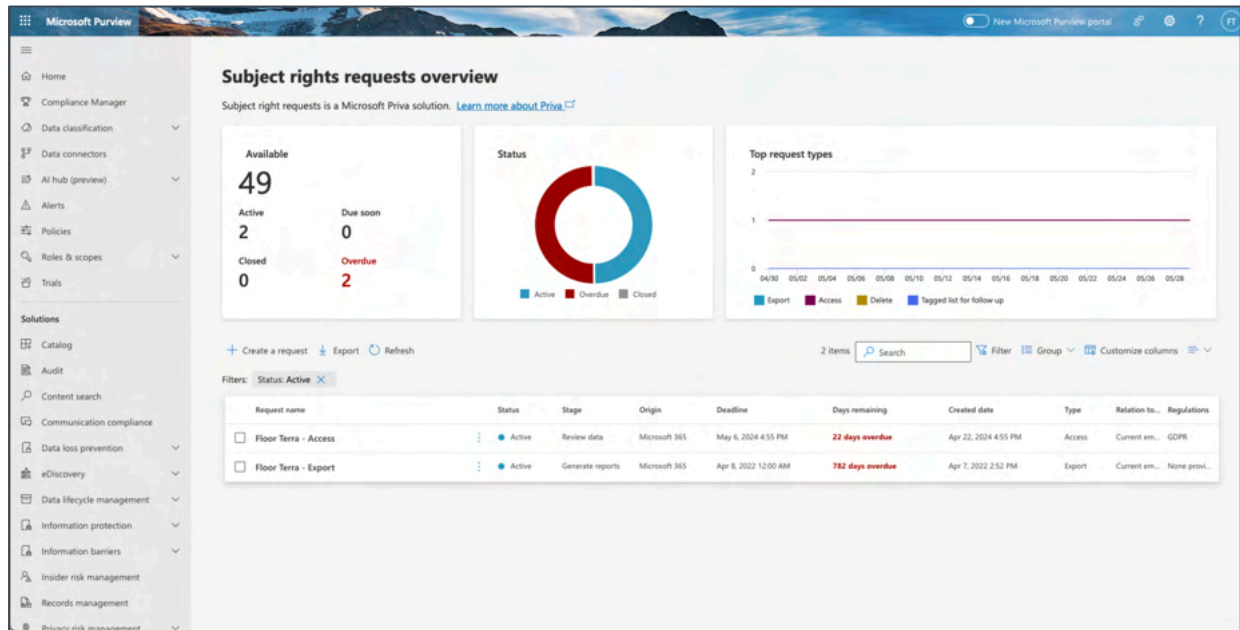 Microsoft Purview
New Microsoft Purview portal
?
FT
Home
Compliance Manager
Data classification
Data connectors
AI hub (preview)
Alerts
Policies
Roles & scopes
Trials
Solutions
Catalog
Audit
Content search
Communication compliance
Data loss prevention
eDiscovery
Data lifecycle management
Information protection
Information barriers
Insider risk management
Records management
Privacy risk management
Subject rights requests overview
Subject right requests is a Microsoft Priva solution. Learn more about Priva
Available
49
Active Due soon
2 0
Closed Overdue
0 2
Status
Active Overdue Closed
Top request types
2
1
0
04/30 05/02 05/04 05/06 05/08 05/10 05/12 05/14 05/16 05/18 05/20 05/22 05/24 05/26 05/28
Export Access Delete Tagged list for follow up
+ Create a request Export Refresh
2 items Search Filter Group Customize columns
Filters: Status: Active ×
Request name Status Stage Origin Deadline Days remaining Created date Type Relation to... Regulations
Floor Terra - Access Active Review data Microsoft 365 May 6, 2024 4:55 PM 22 days overdue Apr 22, 2024 4:55 PM Access Current em... GDPR
Floor Terra - Export Active Generate reports Microsoft 365 Apr 8, 2022 12:00 AM 782 days overdue Apr 7, 2022 2:52 PM Export Current em... None provi...